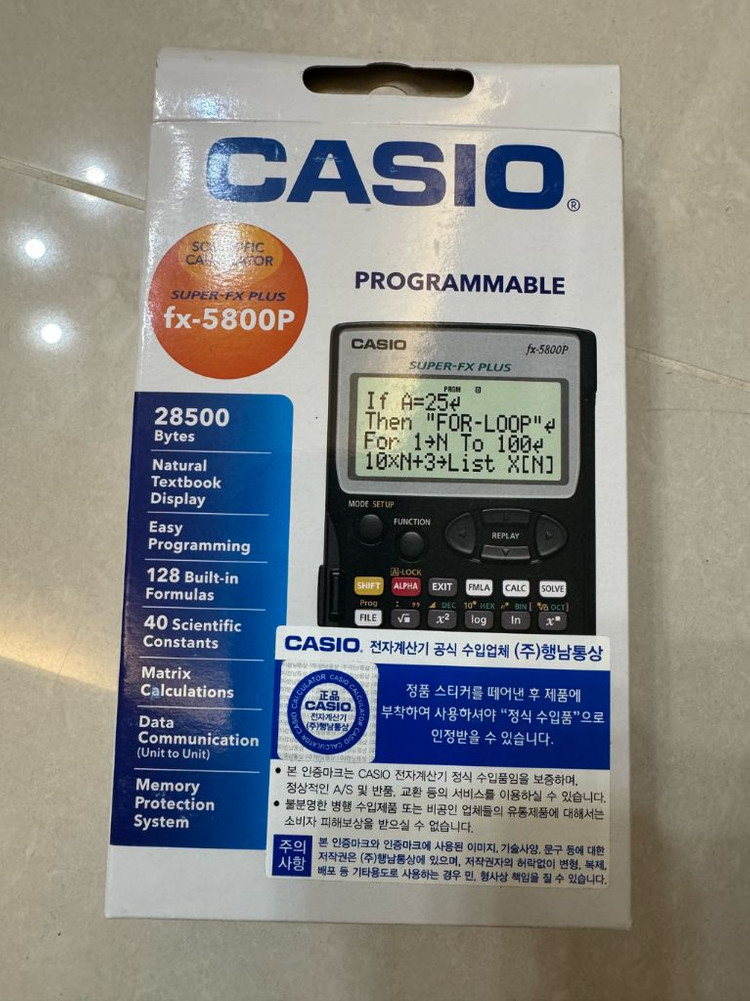 CASIO®
SCIENTIFIC
CALCULATOR
SUPER-FX PLUS
fx-5800P
PROGRAMMABLE
28500
Bytes
Natural
Textbook
Display
Easy
Programming
128 Built-in
Formulas
40 Scientific
Constants
Matrix
Calculations
Data
Communication
(Unit to Unit)
Memory
Protection
System
CASIO fx-5800P
SUPER-FX PLUS
PRGM
If A=25↵
Then "FOR-LOOP"↵
For 1→N To 100↵
10×N+3→List X[N]
MODE SETUP
FUNCTION
REPLAY
A-LOCK
SHIFT ALPHA EXIT FMLA CALC SOLVE
Prog : ” ◢ DEC 10ˣ HEX eˣ BIN [ ˣ√ OCT ]
FILE √ x² log ln x■
CASIO. 전자계산기 공식 수입업체 (주)행남통상
CASIO CALCULATOR CASIO CALCULATOR CASIO CALCULATOR
正品
CASIO
전자계산기
(주)행남통상
정품 스티커를 떼어낸 후 제품에
부착하여 사용하셔야 “정식 수입품”으로
인정받을 수 있습니다.
• 본 인증마크는 CASIO 전자계산기 정식 수입품임을 보증하며,
정상적인 A/S 및 반품, 교환 등의 서비스를 이용하실 수 있습니다.
• 불분명한 병행 수입제품 또는 비공인 업체들의 유통제품에 대해서는
소비자 피해보상을 받으실 수 없습니다.
주의
사항
본 인증마크와 인증마크에 사용된 이미지, 기술사양, 문구 등에 대한
저작권은 (주)행남통상에 있으며, 저작권자의 허락없이 변형, 복제,
배포 등 기타용도로 사용하는 경우 민, 형사상 책임을 질 수 있습니다.